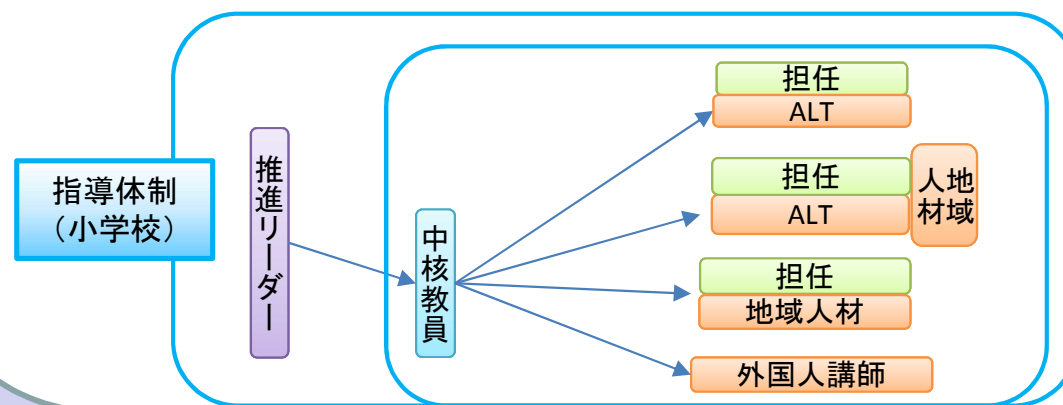 指導体制
（小学校）
推進リーダー
中核教員
担任
ALT
担任
ALT
地域
人材
担任
地域人材
外国人講師